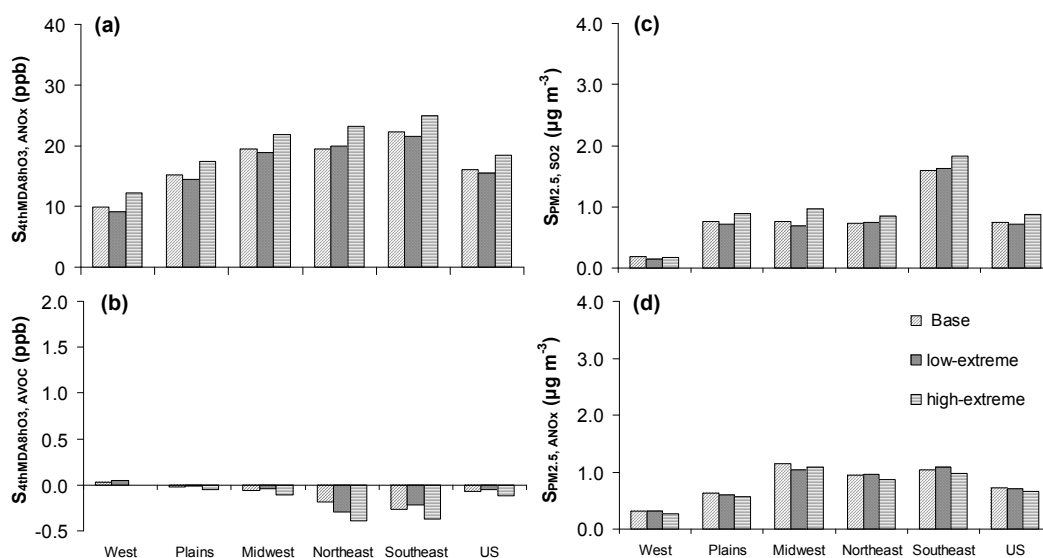 (a)
S4thMDA8hO3, ANOx (ppb)
40
30
20
10
0
(b)
S4thMDA8hO3, AVOC (ppb)
2.0
1.5
1.0
0.5
0.0
-0.5
West Plains Midwest Northeast Southeast US
(c)
SPM2.5, SO2 (µg m-3)
4.0
3.0
2.0
1.0
0.0
(d)
SPM2.5, ANOx (µg m-3)
4.0
3.0
2.0
1.0
0.0
Base
low-extreme
high-extreme
West Plains Midwest Northeast Southeast US